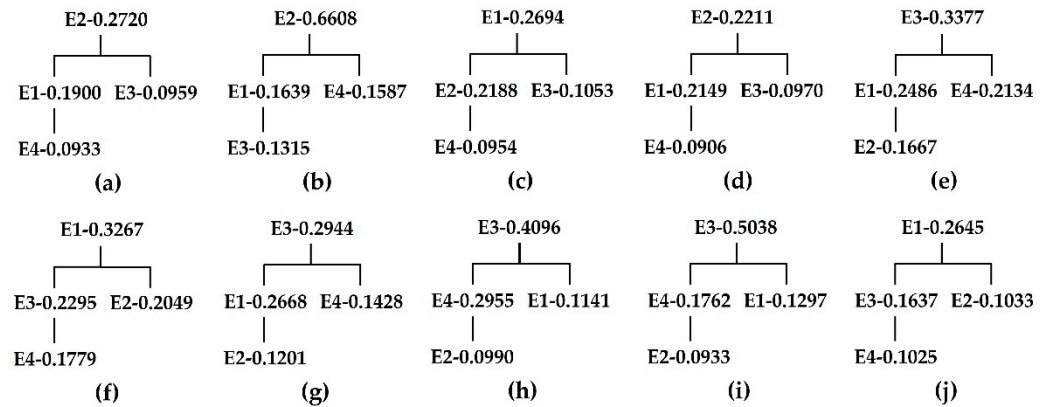 E2-0.2720 E2-0.6608 E1-0.2694 E2-0.2211 E3-0.3377
E1-0.1900 E3-0.0959 E1-0.1639 E4-0.1587 E2-0.2188 E3-0.1053 E1-0.2149 E3-0.0970 E1-0.2486 E4-0.2134
E4-0.0933 E3-0.1315 E4-0.0954 E4-0.0906 E2-0.1667
(a) (b) (c) (d) (e)
E1-0.3267 E3-0.2944 E3-0.4096 E3-0.5038 E1-0.2645
E3-0.2295 E2-0.2049 E1-0.2668 E4-0.1428 E4-0.2955 E1-0.1141 E4-0.1762 E1-0.1297 E3-0.1637 E2-0.1033
E4-0.1779 E2-0.1201 E2-0.0990 E2-0.0933 E4-0.1025
(f) (g) (h) (i) (j)